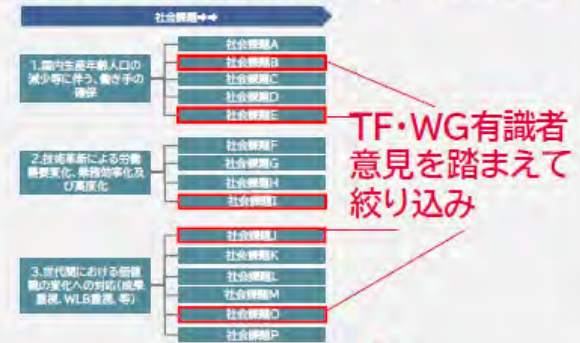 社会課題➔➔
1.国内生産年齢人口の
減少等に伴う、働き手の
確保
社会課題A
社会課題B
社会課題C
社会課題D
社会課題E
2.技術革新による労働
需要変化、業務効率化及
び高度化
社会課題F
社会課題G
社会課題H
社会課題I
3.世代間における価値
観の変化への対応(成果
重視、WLB重視、等)
社会課題J
社会課題K
社会課題L
社会課題M
社会課題O
社会課題P
TF・WG有識者
意見を踏まえて
絞り込み